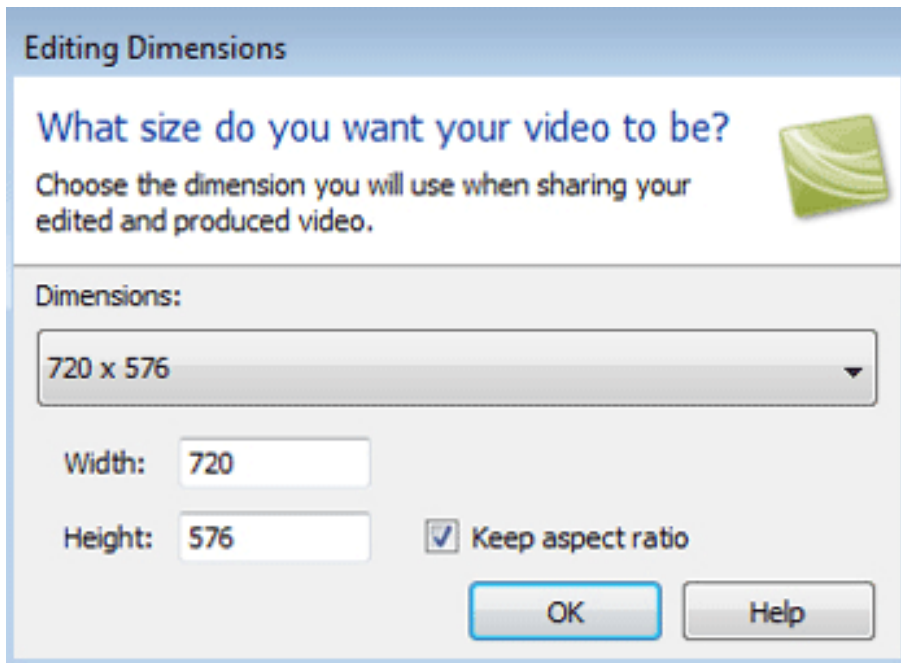 Editing Dimensions
What size do you want your video to be?
Choose the dimension you will use when sharing your
edited and produced video.
Dimensions:
720 x 576
Width: 720
Height: 576 Keep aspect ratio
OK Help